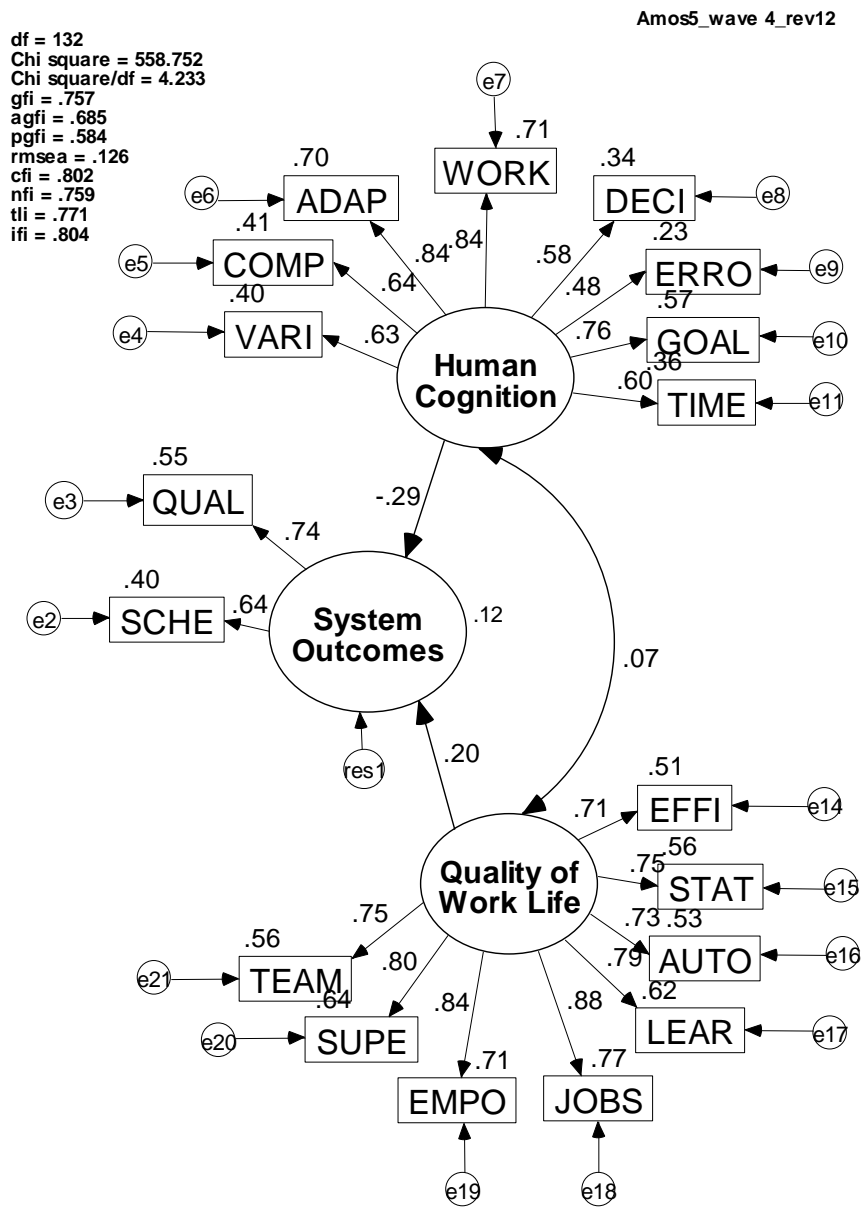 Amos5_wave 4_rev12
df = 132
Chi square = 558.752
Chi square/df = 4.233
gfi = .757
agfi = .685
pgfi = .584
rmsea = .126
cfi = .802
nfi = .759
tli = .771
ifi = .804
e7
.71
WORK
.70
ADAP
e6
.34
DECI
e8
.41
COMP
e5
.23
ERRO
e9
.40
VARI
e4
.57
GOAL
e10
.36
TIME
e11
.84
.84
.58
.64
.48
.63
.76
.60
Human
Cognition
.55
QUAL
e3
.74
-.29
.40
SCHE
e2
.64
System
Outcomes
.12
.07
res1
.20
.51
EFFI
e14
.71
.56
STAT
e15
.75
Quality of
Work Life
.53
AUTO
e16
.73
.75
.56
TEAM
e21
.80
.79
.62
LEAR
e17
.64
SUPE
e20
.84
.88
.71
EMPO
e19
.77
JOBS
e18